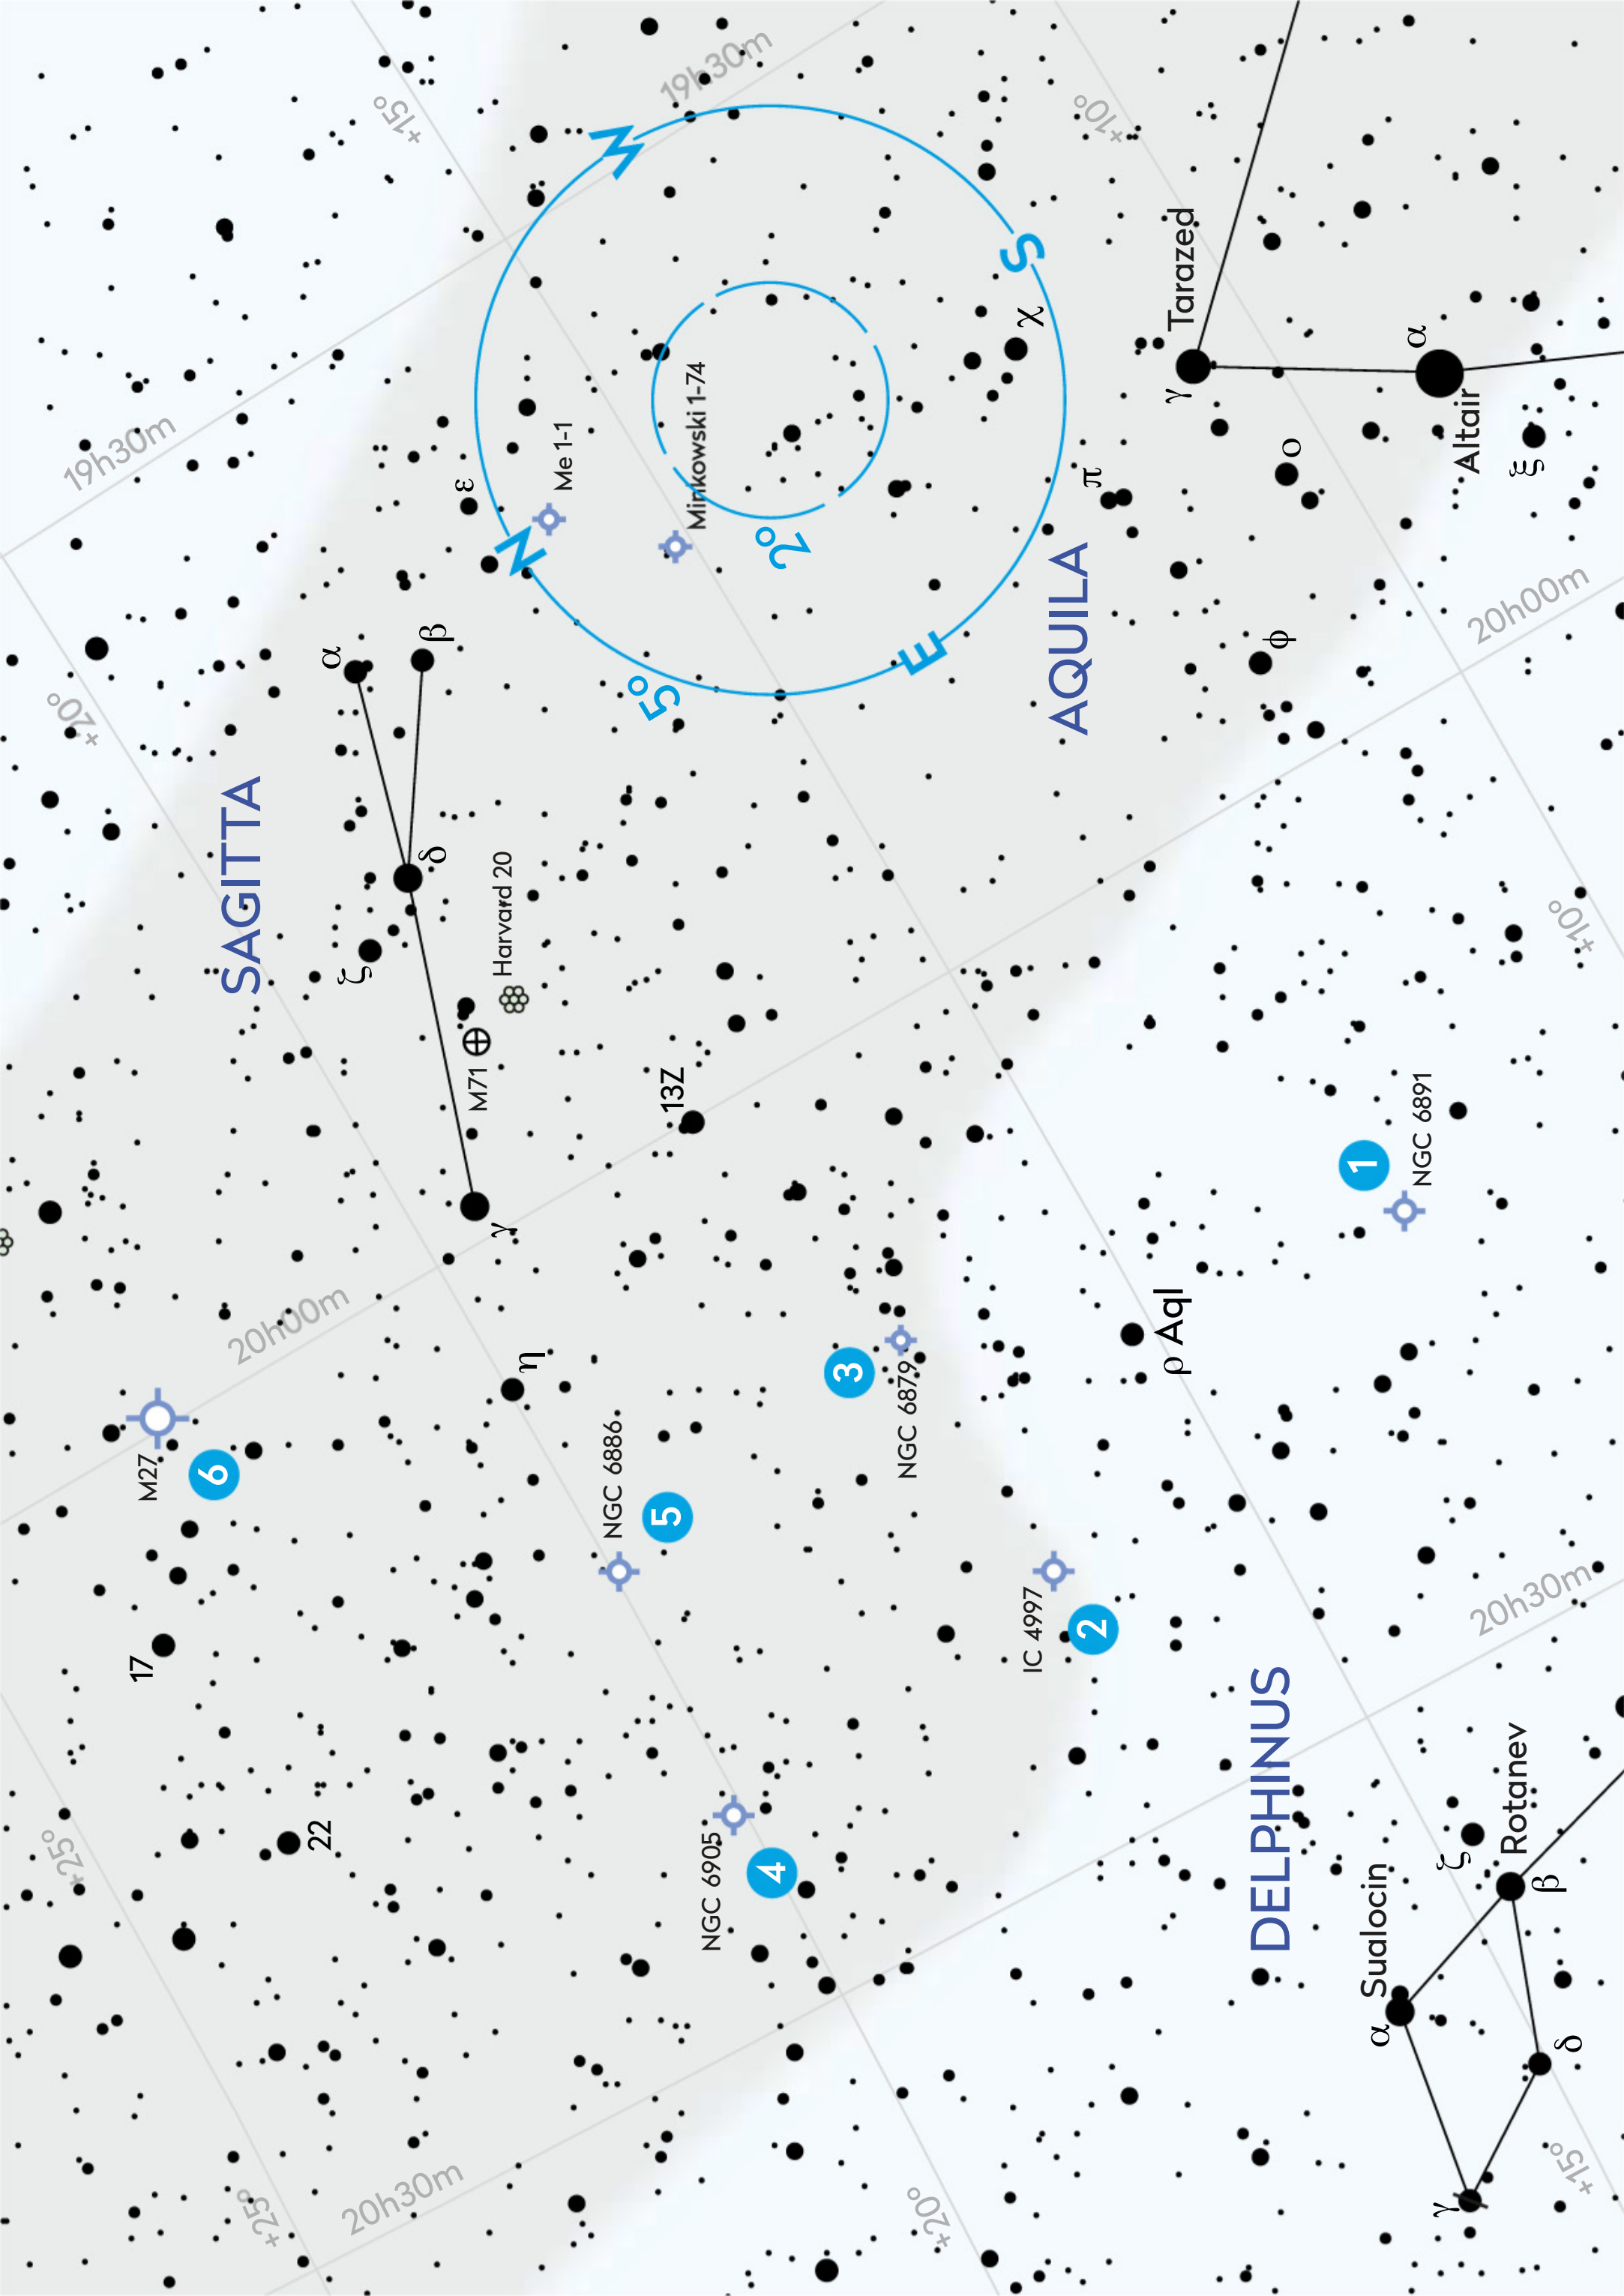 +15°
19h30m
+10°
W
S
Tarazed
χ
γ
α
Altair
ο
ξ
π
19h30m
ε
Me 1-1
Minkowski 1-74
N
2°
E
5°
AQUILA
φ
20h00m
+20°
α
β
SAGITTA
δ
ζ
Harvard 20
M71
γ
13Z
+10°
1
NGC 6891
ρ Aql
20h00m
η
M27
6
NGC 6886
5
3
NGC 6879
IC 4997
2
20h30m
17
22
+25°
NGC 6905
4
DELPHINUS
Rotanev
ζ
β
Sualocin
α
δ
γ
+15°
+25°
20h30m
+20°